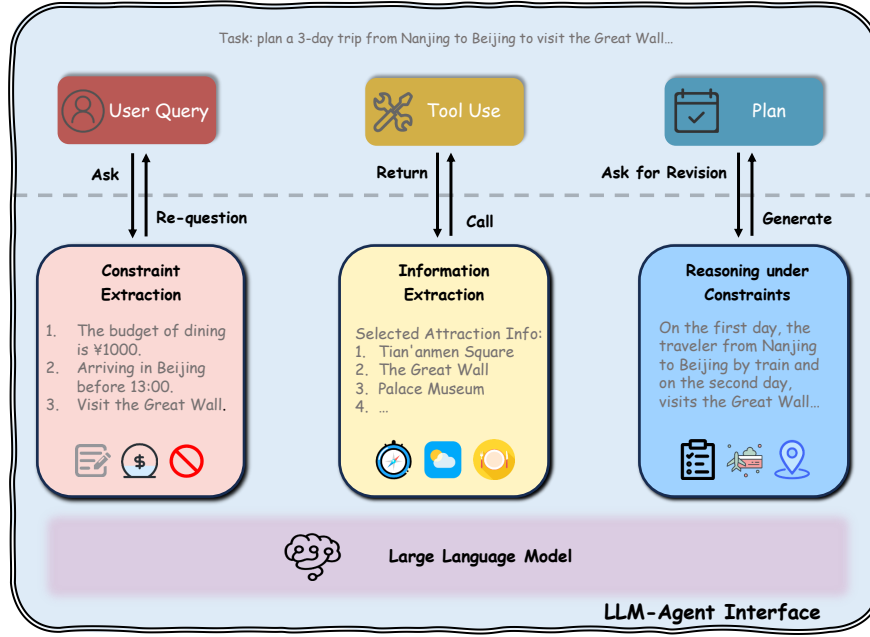 Task: plan a 3-day trip from Nanjing to Beijing to visit the Great Wall...
User Query
Tool Use
Plan
Ask
Re-question
Return
Call
Ask for Revision
Generate
Constraint
Extraction
1. The budget of dining
is ¥1000.
2. Arriving in Beijing
before 13:00.
3. Visit the Great Wall.
$
Information
Extraction
Selected Attraction Info:
1. Tian'anmen Square
2. The Great Wall
3. Palace Museum
4. ...
Reasoning under
Constraints
On the first day, the
traveler from Nanjing
to Beijing by train and
on the second day,
visits the Great Wall...
Large Language Model
LLM-Agent Interface